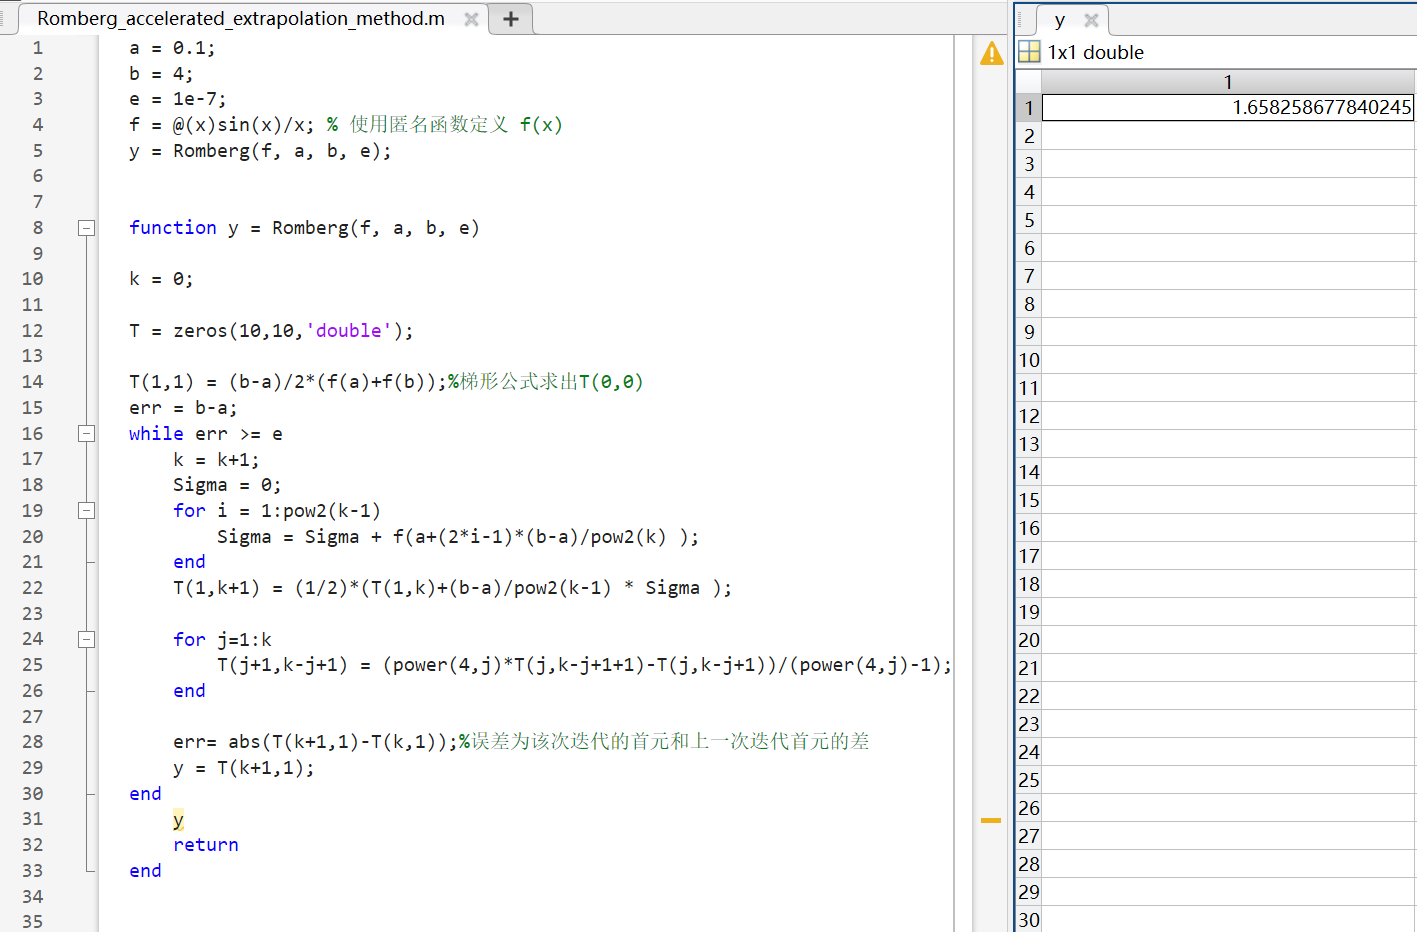 Romberg_accelerated_extrapolation_method.m
1 a = 0.1;
2 b = 4;
3 e = 1e-7;
4 f = @(x)sin(x)/x; % 使用匿名函数定义 f(x)
5 y = Romberg(f, a, b, e);
6
7
8 function y = Romberg(f, a, b, e)
9
10 k = 0;
11
12 T = zeros(10,10,'double');
13
14 T(1,1) = (b-a)/2*(f(a)+f(b));%梯形公式求出T(0,0)
15 err = b-a;
16 while err >= e
17 k = k+1;
18 Sigma = 0;
19 for i = 1:pow2(k-1)
20 Sigma = Sigma + f(a+(2*i-1)*(b-a)/pow2(k) );
21 end
22 T(1,k+1) = (1/2)*(T(1,k)+(b-a)/pow2(k-1) * Sigma );
23
24 for j=1:k
25 T(j+1,k-j+1) = (power(4,j)*T(j,k-j+1+1)-T(j,k-j+1))/(power(4,j)-1);
26 end
27
28 err= abs(T(k+1,1)-T(k,1));%误差为该次迭代的首元和上一次迭代首元的差
29 y = T(k+1,1);
30 end
31 y
32 return
33 end
34
35
y
1x1 double
1
1 1.658258677840245
2
3
4
5
6
7
8
9
10
11
12
13
14
15
16
17
18
19
20
21
22
23
24
25
26
27
28
29
30